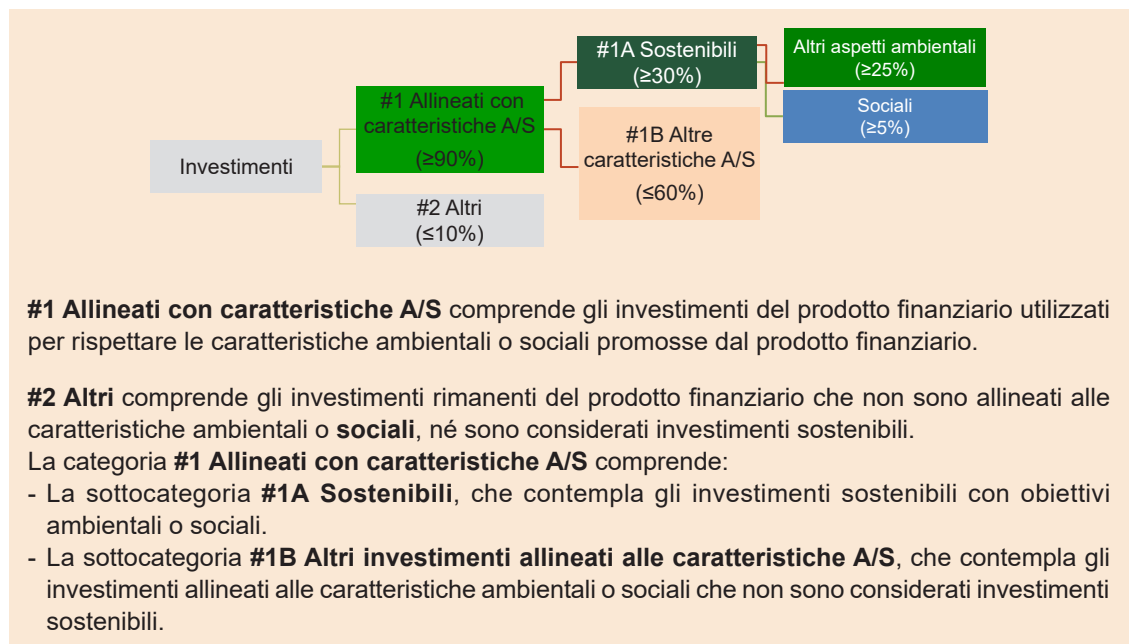 #1A Sostenibili
(≥30%)
Altri aspetti ambientali
(≥25%)
Sociali
(≥5%)
#1 Allineati con
caratteristiche A/S
(≥90%)
#1B Altre
caratteristiche A/S
(≤60%)
Investimenti
#2 Altri
(≤10%)
#1 Allineati con caratteristiche A/S comprende gli investimenti del prodotto finanziario utilizzati
per rispettare le caratteristiche ambientali o sociali promosse dal prodotto finanziario.
#2 Altri comprende gli investimenti rimanenti del prodotto finanziario che non sono allineati alle
caratteristiche ambientali o sociali, né sono considerati investimenti sostenibili.
La categoria #1 Allineati con caratteristiche A/S comprende:
- La sottocategoria #1A Sostenibili, che contempla gli investimenti sostenibili con obiettivi
ambientali o sociali.
- La sottocategoria #1B Altri investimenti allineati alle caratteristiche A/S, che contempla gli
investimenti allineati alle caratteristiche ambientali o sociali che non sono considerati investimenti
sostenibili.